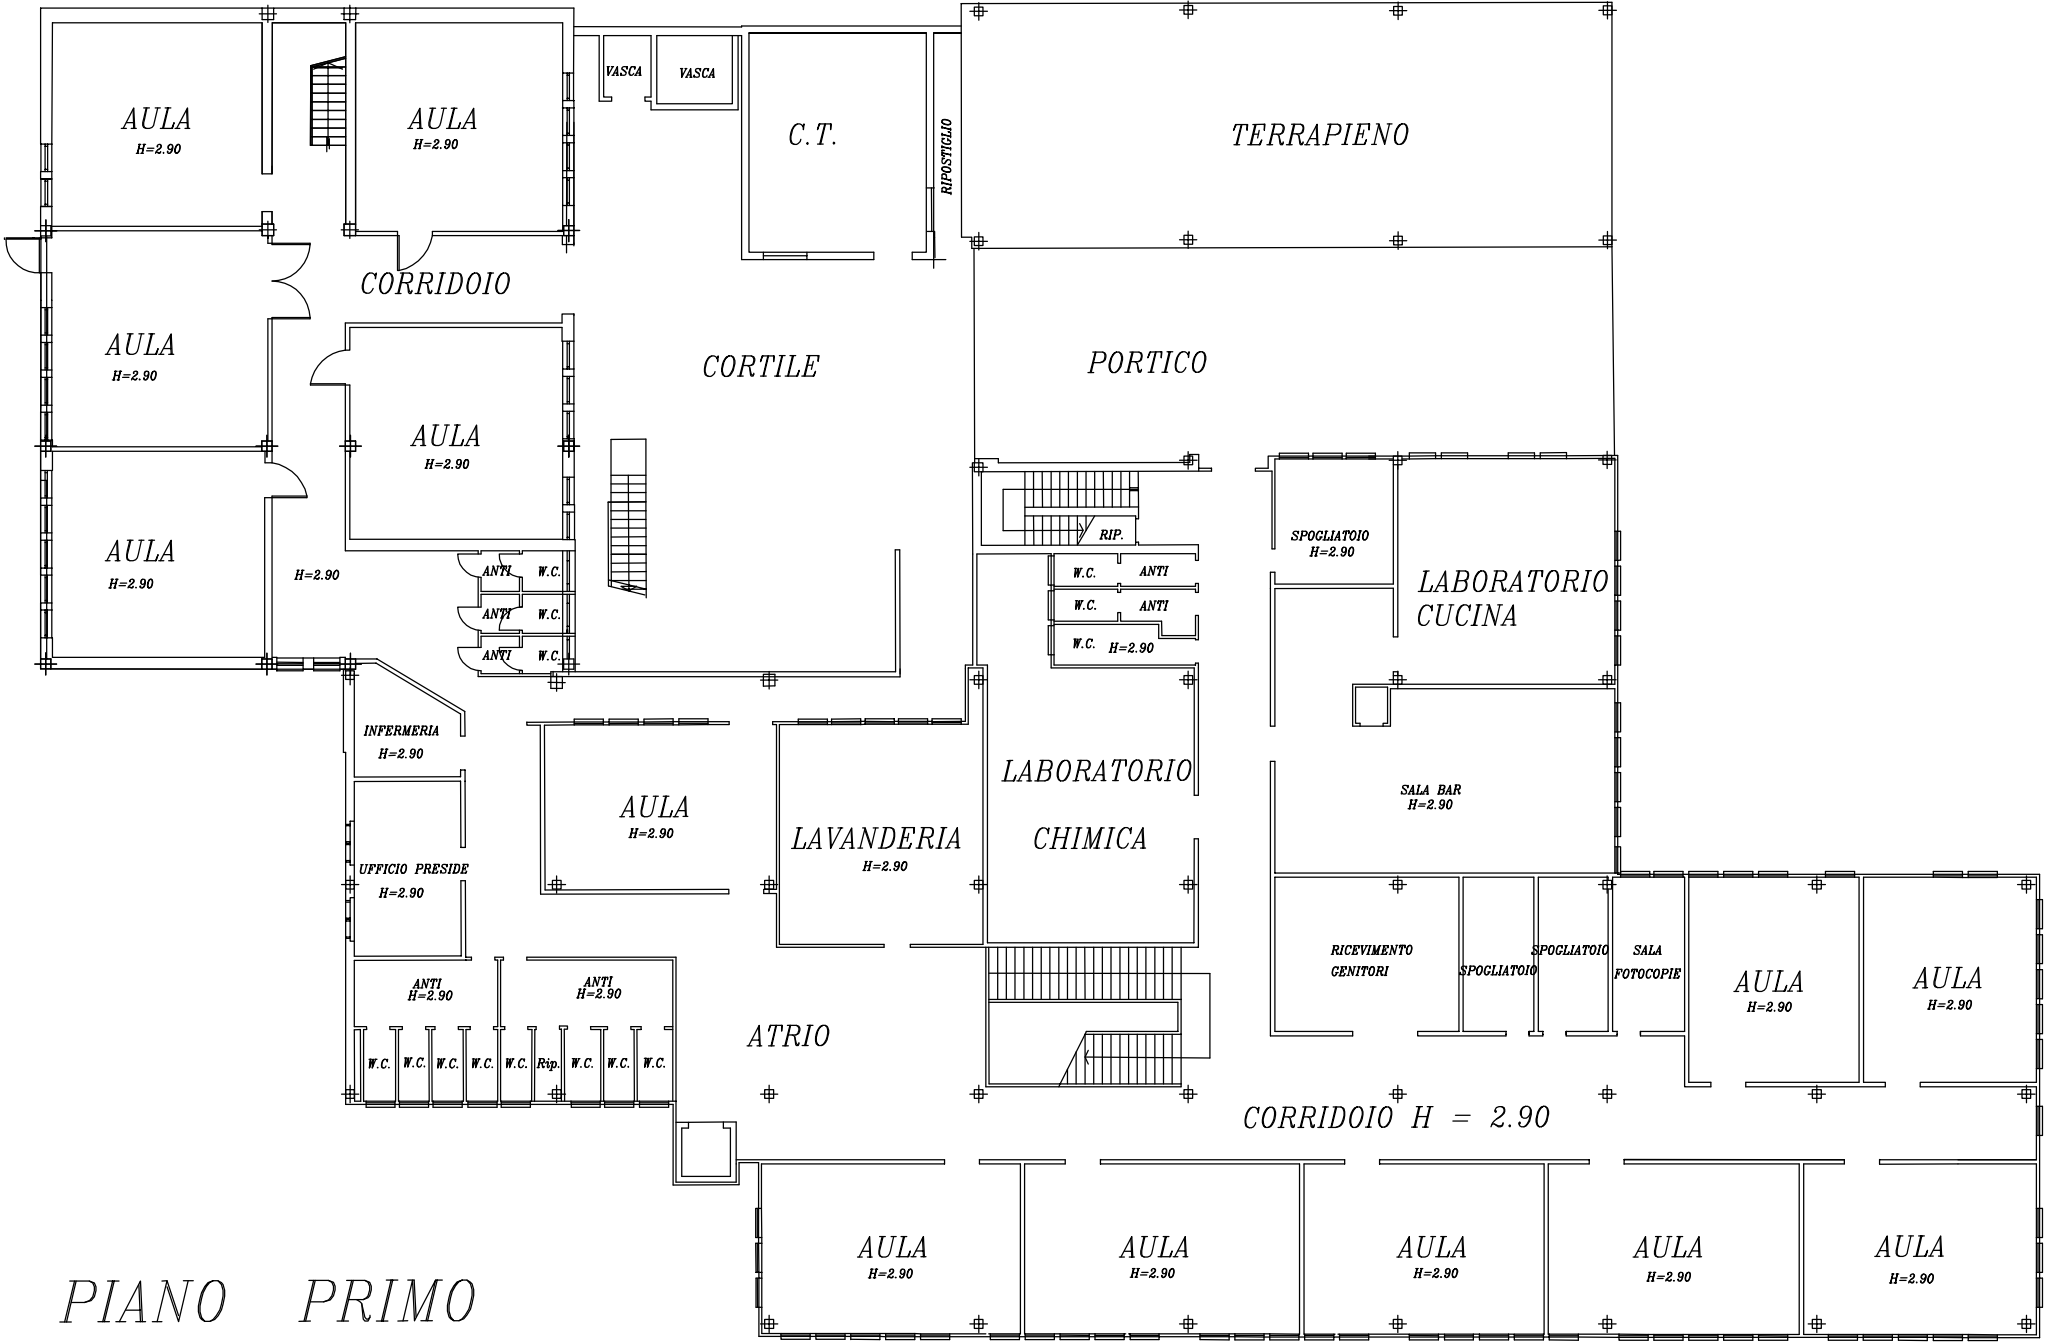 VASCA
VASCA
AULA
H=2.90
AULA
H=2.90
C.T.
RIPOSTIGLIO
TERRAPIENO
CORRIDOIO
AULA
H=2.90
CORTILE
PORTICO
AULA
H=2.90
AULA
H=2.90
H=2.90
ANTI
W.C.
ANTI
W.C.
ANTI
W.C.
RIP.
W.C.
ANTI
W.C.
ANTI
W.C.
H=2.90
SPOGLIATOIO
H=2.90
LABORATORIO
CUCINA
INFERMERIA
H=2.90
AULA
H=2.90
LAVANDERIA
H=2.90
LABORATORIO
CHIMICA
SALA BAR
H=2.90
UFFICIO PRESIDE
H=2.90
RICEVIMENTO
GENITORI
SPOGLIATOIO
SPOGLIATOIO
SALA
FOTOCOPIE
AULA
H=2.90
AULA
H=2.90
ANTI
H=2.90
ANTI
H=2.90
W.C.
W.C.
W.C.
W.C.
W.C.
Rip.
W.C.
W.C.
W.C.
ATRIO
CORRIDOIO H = 2.90
AULA
H=2.90
AULA
H=2.90
AULA
H=2.90
AULA
H=2.90
AULA
H=2.90
PIANO PRIMO